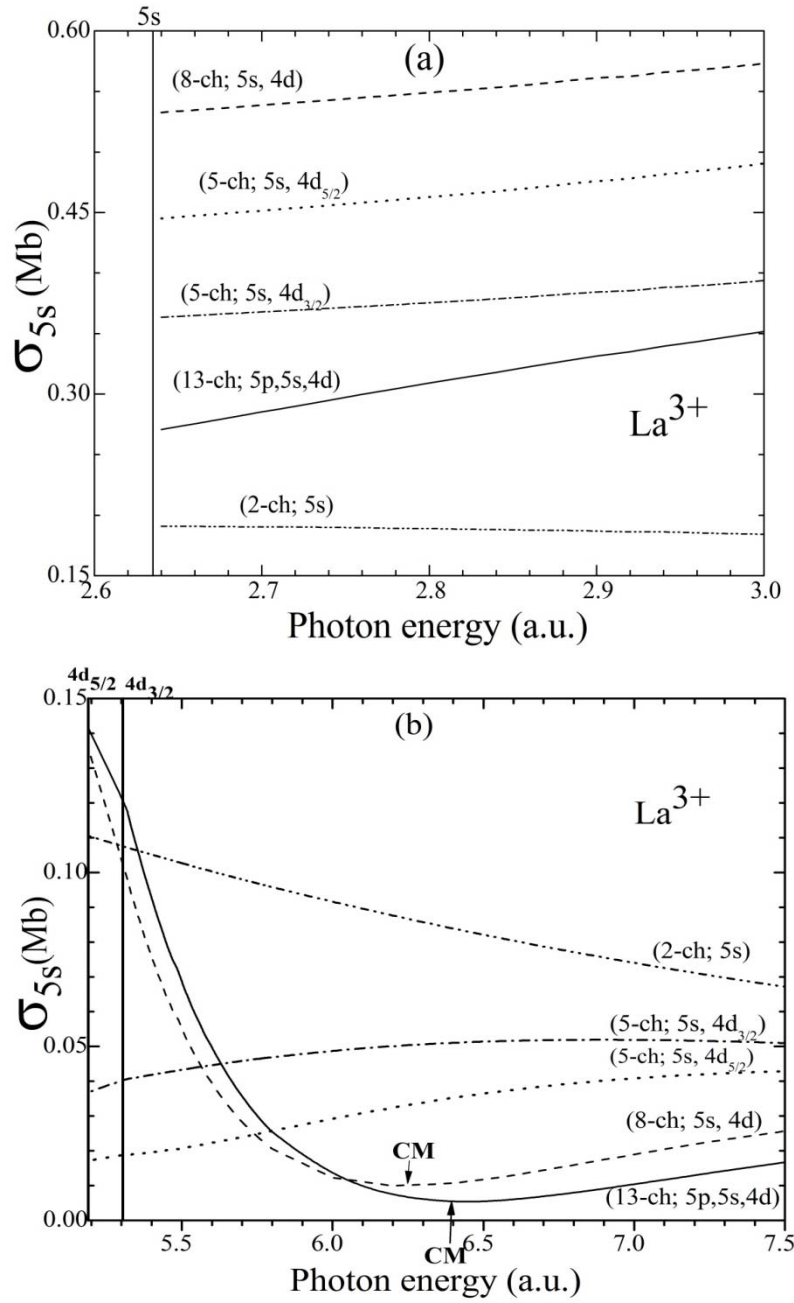 5s
0.60
(a)
(8-ch; 5s, 4d)
(5-ch; 5s, 4d5/2)
0.45
σ5s (Mb)
(5-ch; 5s, 4d3/2)
(13-ch; 5p,5s,4d)
0.30
La3+
(2-ch; 5s)
0.15
2.6 2.7 2.8 2.9 3.0
Photon energy (a.u.)
4d5/2 4d3/2
0.15
(b)
La3+
0.10
σ5s(Mb)
(2-ch; 5s)
(5-ch; 5s, 4d3/2)
0.05
(5-ch; 5s, 4d5/2)
(8-ch; 5s, 4d)
CM
(13-ch; 5p,5s,4d)
0.00
CM
5.5 6.0 6.5 7.0 7.5
Photon energy (a.u.)